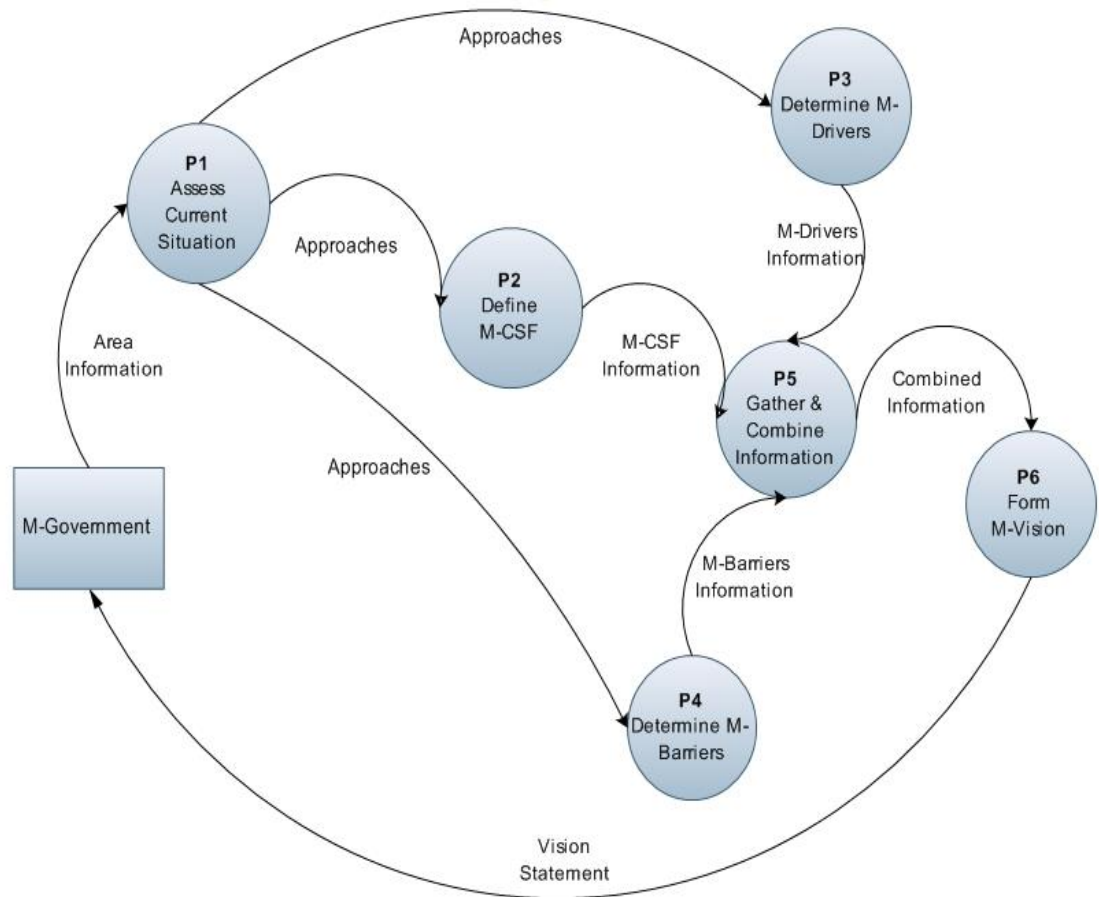 Approaches
P3
Determine M-
Drivers
P1
Assess
Current
Situation
Approaches
M-Drivers
Information
P2
Define
M-CSF
Area
Information
M-CSF
Information
P5
Gather &
Combine
Information
Combined
Information
Approaches
P6
Form
M-Vision
M-Government
M-Barriers
Information
P4
Determine M-
Barriers
Vision
Statement